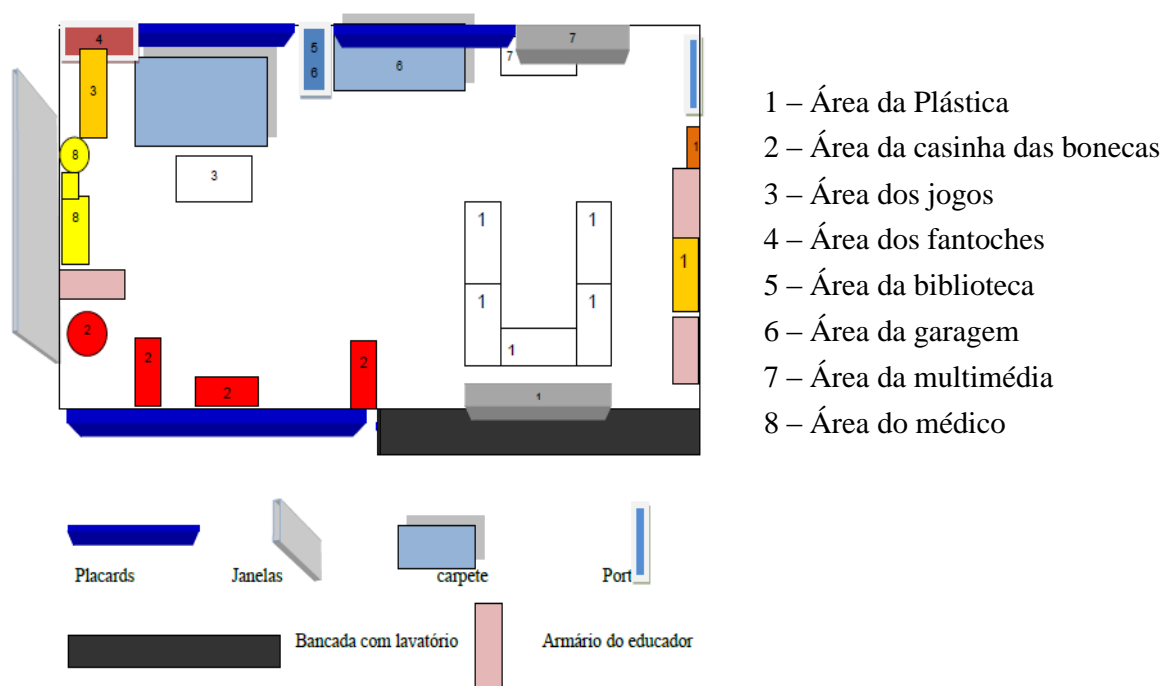 4
5
6
6
7
7
3
8
3
8
2
2
2
2
1
1
1
1
1
1
1
1
1 – Área da Plástica
2 – Área da casinha das bonecas
3 – Área dos jogos
4 – Área dos fantoches
5 – Área da biblioteca
6 – Área da garagem
7 – Área da multimédia
8 – Área do médico
Placards Janelas carpete Port
Bancada com lavatório Armário do educador